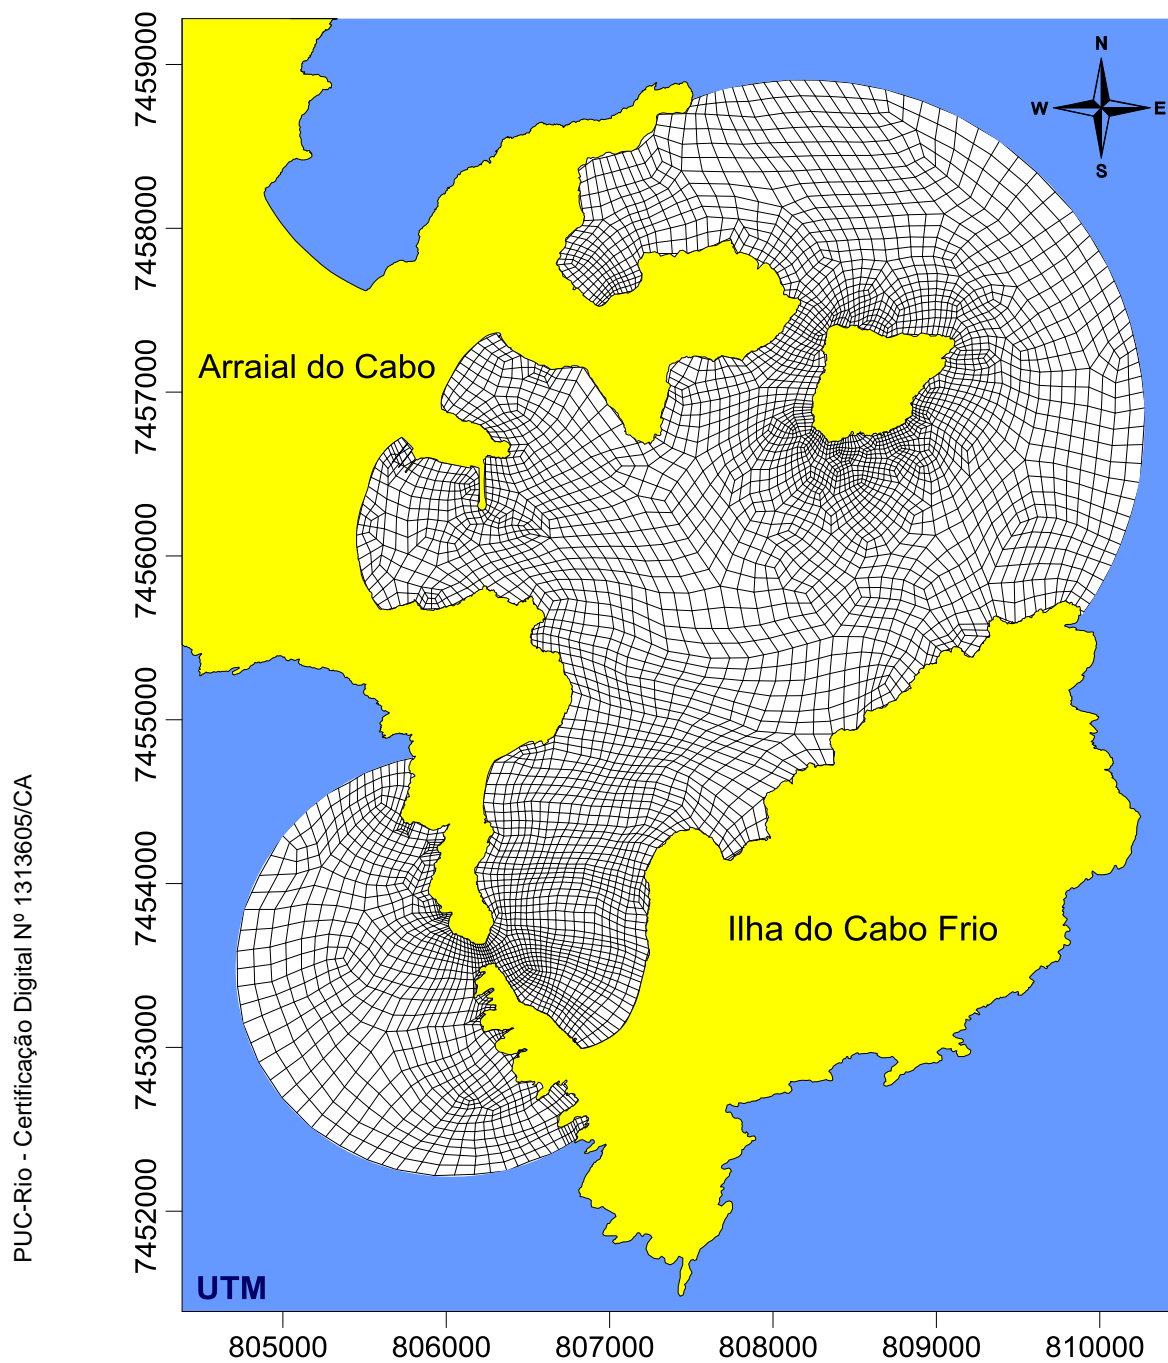 N
W E
S
7459000
7458000
7457000
7456000
7455000
7454000
7453000
7452000
Arraial do Cabo
Ilha do Cabo Frio
UTM
805000 806000 807000 808000 809000 810000
PUC-Rio - Certificação Digital Nº 1313605/CA